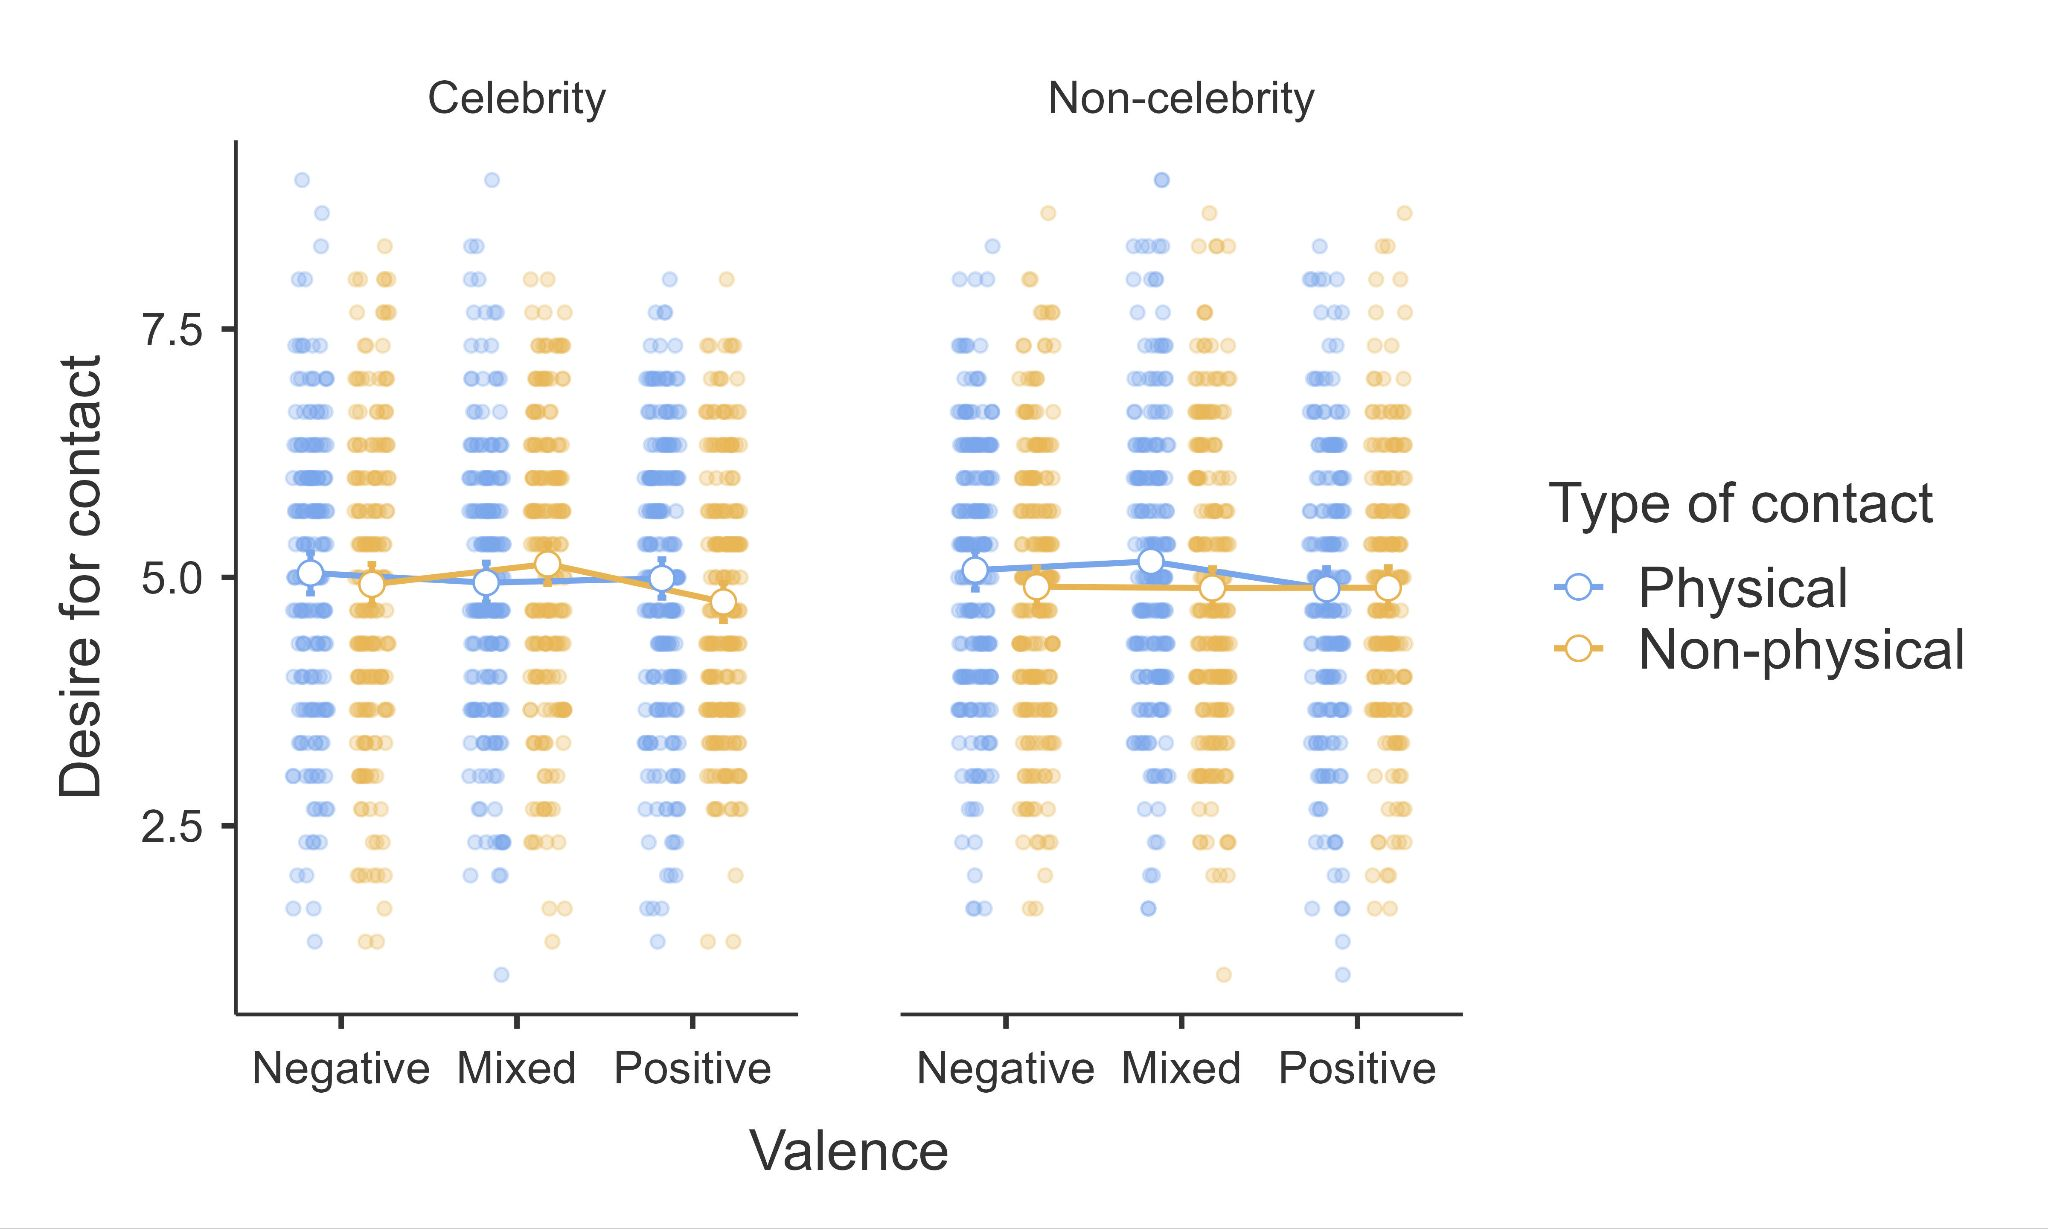 Celebrity
Non-celebrity
Desire for contact
7.5
5.0
2.5
Negative Mixed Positive
Negative Mixed Positive
Valence
Type of contact
Physical
Non-physical